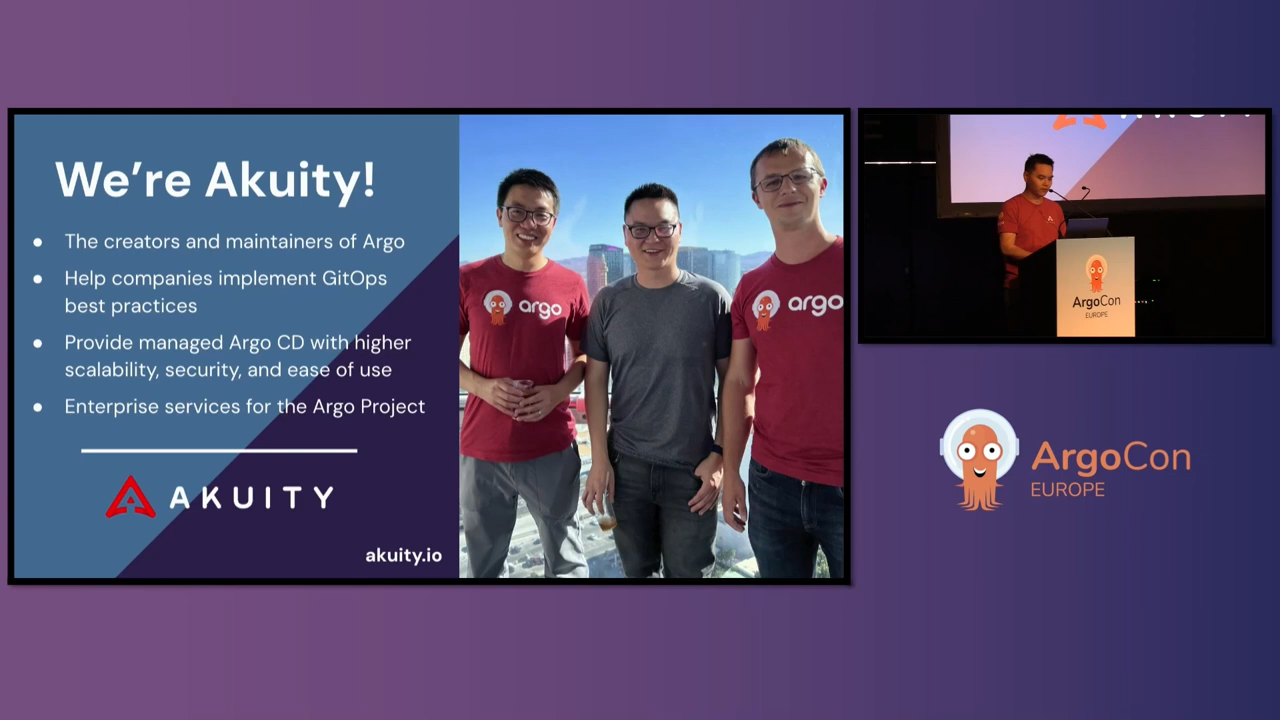 We're Akuity!
The creators and maintainers of Argo
Help companies implement GitOps
best practices
Provide managed Argo CD with higher
scalability, security, and ease of use
Enterprise services for the Argo Project
AKUITY
akuity.io
argo
argo
ArgoCon
EUROPE
ArgoCon
EUROPE